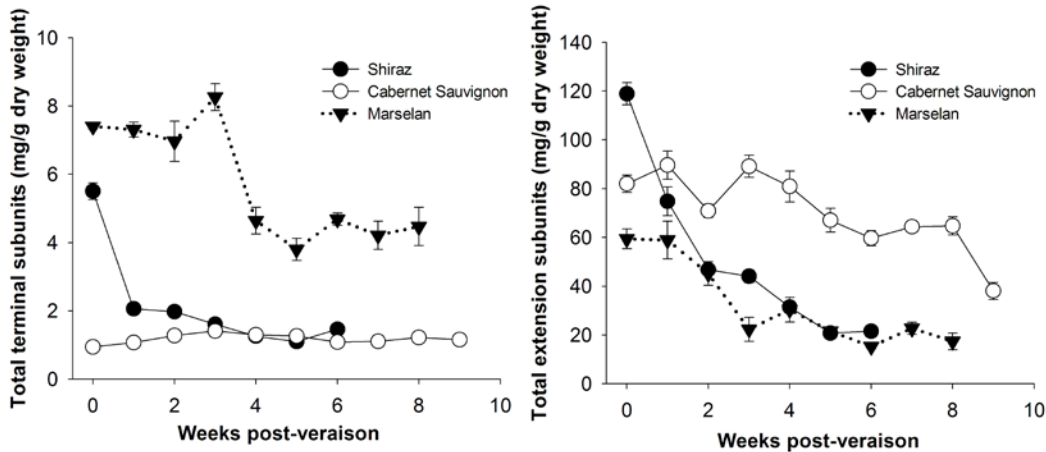 Total terminal subunits (mg/g dry weight)
10
8
6
4
2
0
Shiraz
Cabernet Sauvignon
Marselan
0 2 4 6 8 10
Weeks post-veraison
Total extension subunits (mg/g dry weight)
140
120
100
80
60
40
20
0
Shiraz
Cabernet Sauvignon
Marselan
0 2 4 6 8 10
Weeks post-veraison